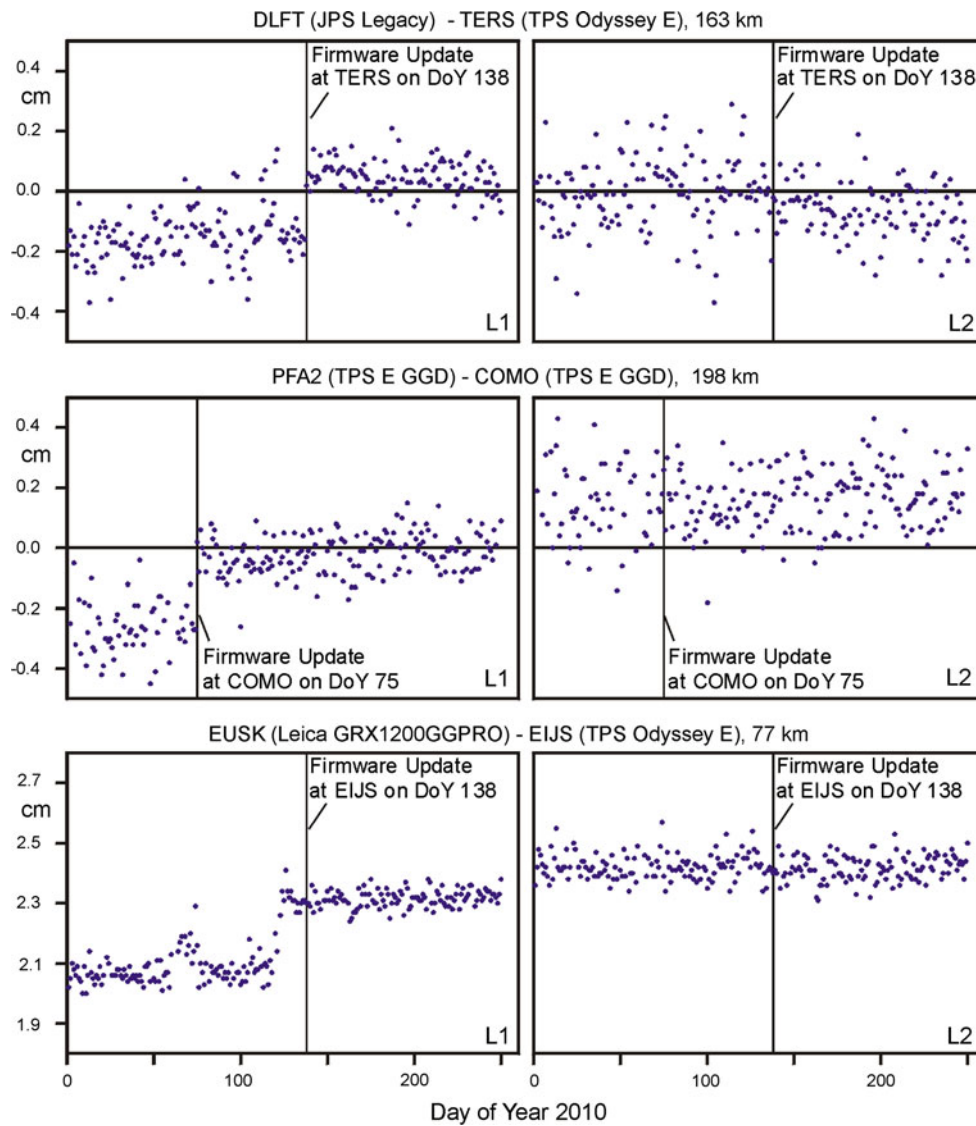 DLFT (JPS Legacy) - TERS (TPS Odyssey E), 163 km
0.4
cm
0.2
0.0
-0.2
-0.4
Firmware Update
at TERS on DoY 138
L1
Firmware Update
at TERS on DoY 138
L2
PFA2 (TPS E GGD) - COMO (TPS E GGD), 198 km
0.4
cm
0.2
0.0
-0.2
-0.4
Firmware Update
at COMO on DoY 75
L1
Firmware Update
at COMO on DoY 75
L2
EUSK (Leica GRX1200GGPRO) - EIJS (TPS Odyssey E), 77 km
2.7
cm
2.5
2.3
2.1
1.9
Firmware Update
at EIJS on DoY 138
L1
Firmware Update
at EIJS on DoY 138
L2
0 100 200 0 100 200
Day of Year 2010